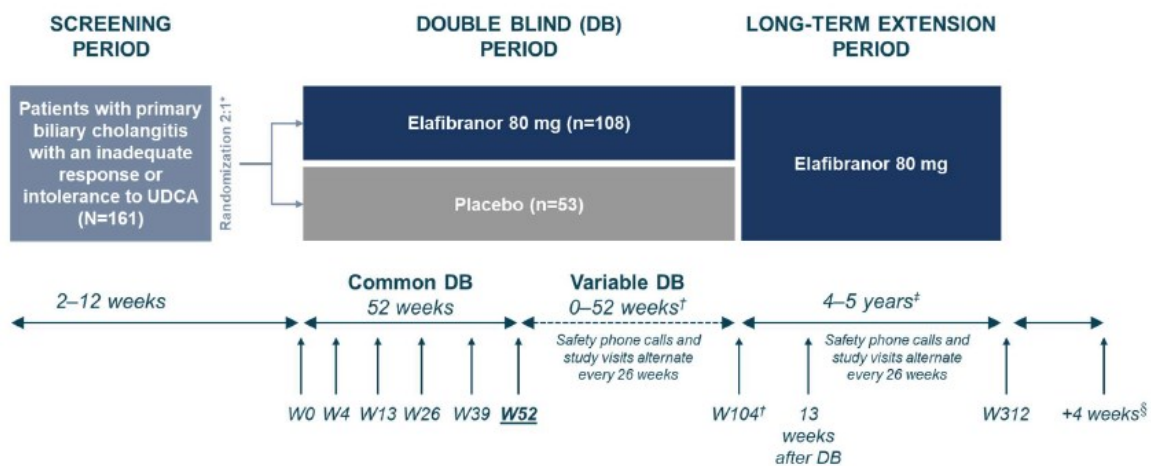 SCREENING
PERIOD
DOUBLE BLIND (DB)
PERIOD
LONG-TERM EXTENSION
PERIOD
Patients with primary
biliary cholangitis
with an inadequate
response or
intolerance to UDCA
(N=161)
Randomization 2:1*
Elafibranor 80 mg (n=108)
Placebo (n=53)
Elafibranor 80 mg
2–12 weeks
Common DB
52 weeks
Variable DB
0–52 weeks†
Safety phone calls and
study visits alternate
every 26 weeks
4–5 years‡
Safety phone calls and
study visits alternate
every 26 weeks
W0
W4
W13
W26
W39
W52
W104†
13
weeks
after DB
W312
+4 weeks§